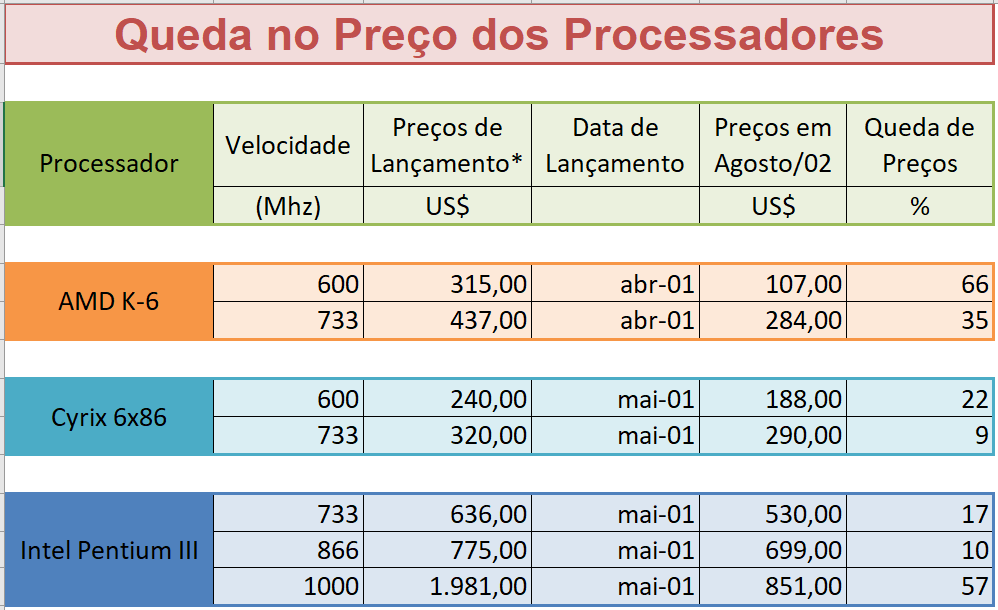 Queda no Preço dos Processadores
Processador Velocidade Preços de Lançamento* Data de Lançamento Preços em Agosto/02 Queda de Preços
(Mhz) US$ US$ %
AMD K-6
600 315,00 abr-01 107,00 66
733 437,00 abr-01 284,00 35
Cyrix 6x86
600 240,00 mai-01 188,00 22
733 320,00 mai-01 290,00 9
Intel Pentium III
733 636,00 mai-01 530,00 17
866 775,00 mai-01 699,00 10
1000 1.981,00 mai-01 851,00 57